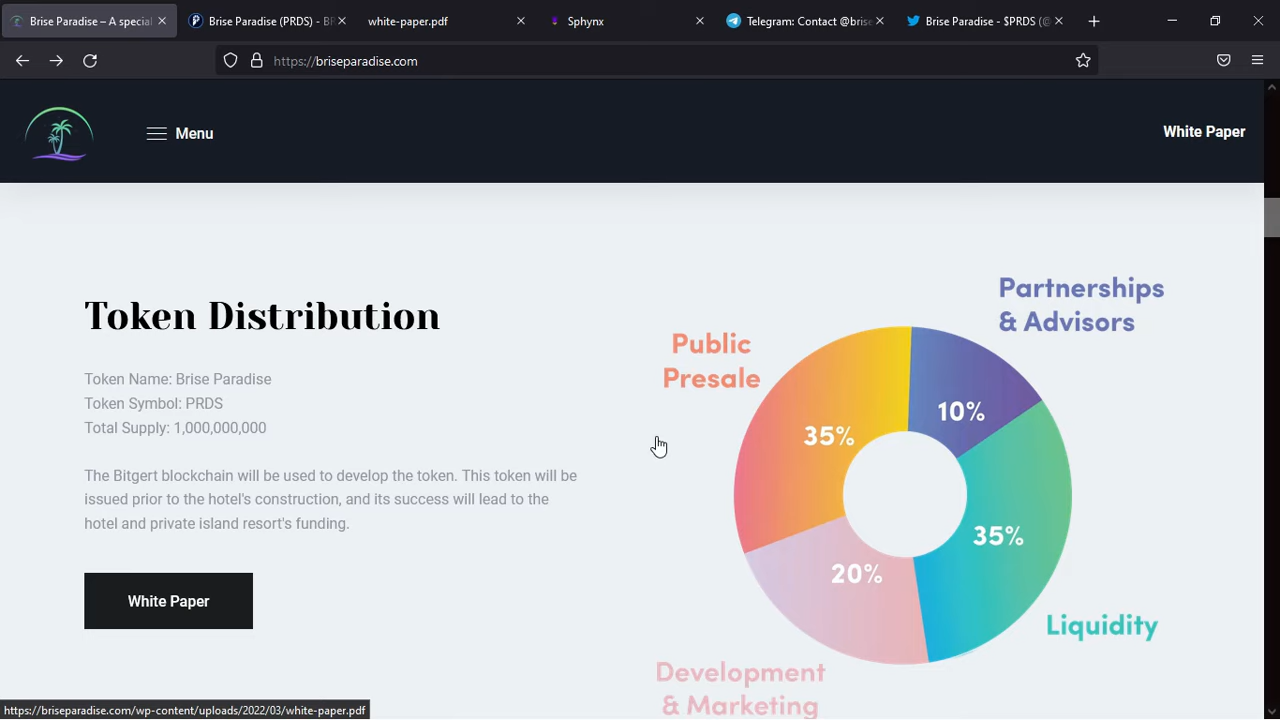 Brise Paradise – A special
Brise Paradise (PRDS) - BR
white-paper.pdf
Sphynx
Telegram: Contact @brise
Brise Paradise - $PRDS (@
https://briseparadise.com
Menu
White Paper
Token Distribution
Token Name: Brise Paradise
Token Symbol: PRDS
Total Supply: 1,000,000,000
The Bitgert blockchain will be used to develop the token. This token will be
issued prior to the hotel's construction, and its success will lead to the
hotel and private island resort's funding.
White Paper
Partnerships
& Advisors
Public
Presale
10%
35%
35%
20%
Liquidity
Development
& Marketing
https://briseparadise.com/wp-content/uploads/2022/03/white-paper.pdf